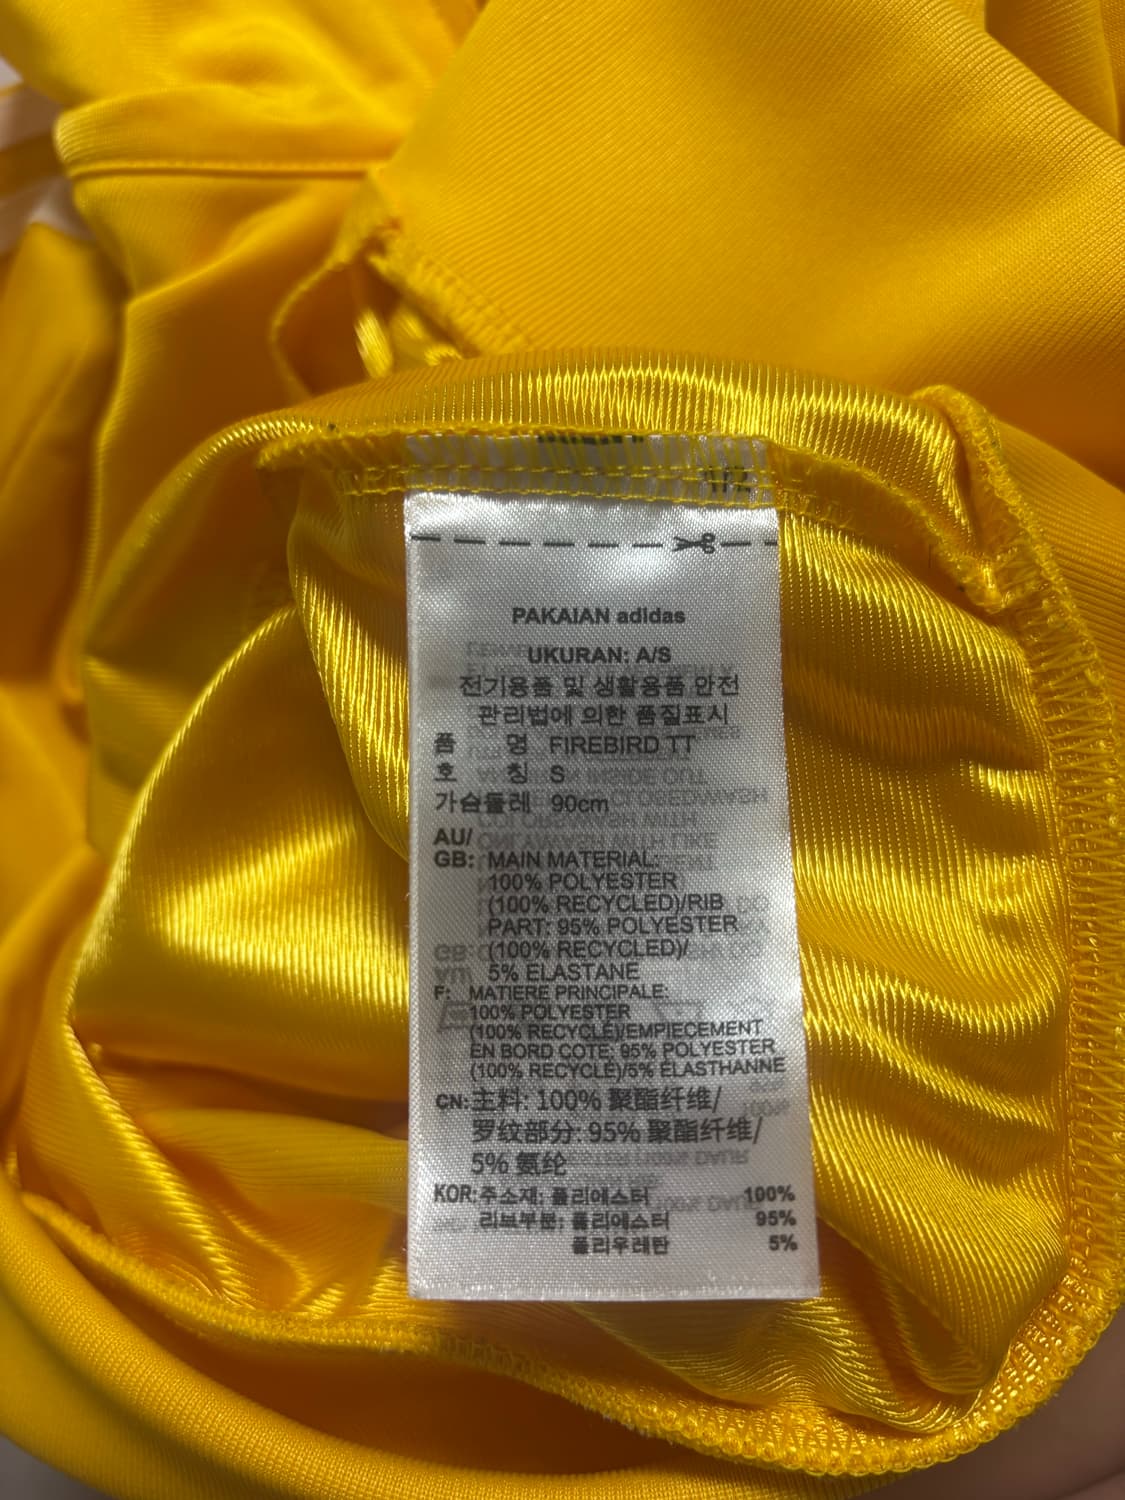 PAKAIAN adidas
UKURAN: A/S
전기용품 및 생활용품 안전
관리법에 의한 품질표시
품 명 FIREBIRD TT
호 칭 S
가슴둘레 90cm
AU/
GB: MAIN MATERIAL:
100% POLYESTER
(100% RECYCLED)/RIB
PART: 95% POLYESTER
(100% RECYCLED)/
5% ELASTANE
F: MATIERE PRINCIPALE:
100% POLYESTER
(100% RECYCLÉ)/EMPIECEMENT
EN BORD COTE: 95% POLYESTER
(100% RECYCLÉ)/5% ÉLASTHANNE
CN: 主料: 100% 聚酯纤维/
罗纹部分: 95% 聚酯纤维/
5% 氨纶
KOR: 주소재: 폴리에스터 100%
리브부분: 폴리에스터 95%
폴리우레탄 5%